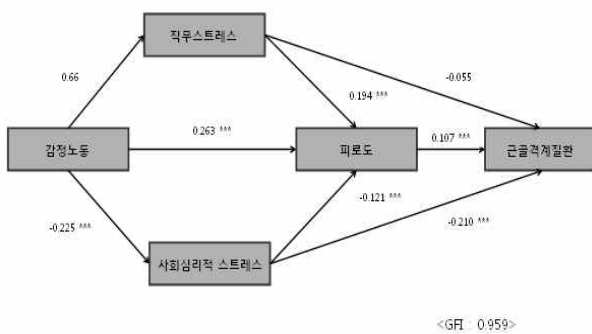 직무스트레스
0.66
-0.055
0.194 ***
감정노동
0.263 ***
피로도
0.107 ***
근골격계질환
-0.225 ***
-0.121 ***
-0.210 ***
사회심리적 스트레스
<GFI : 0.959>